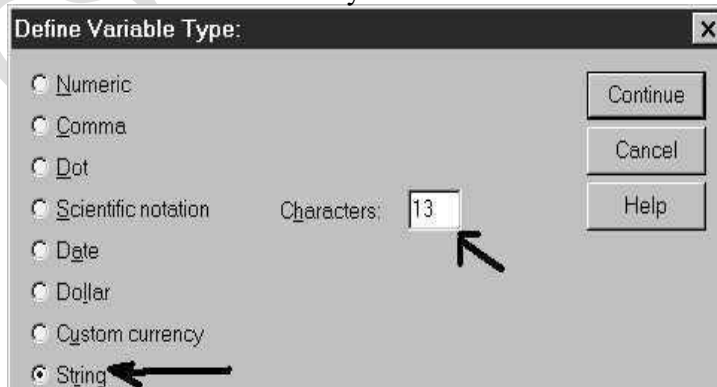 y
Define Variable Type:
Numeric
Continue
Comma
Cancel
Dot
Scientific notation
Characters: 13
Help
Date
Dollar
Custom currency
String